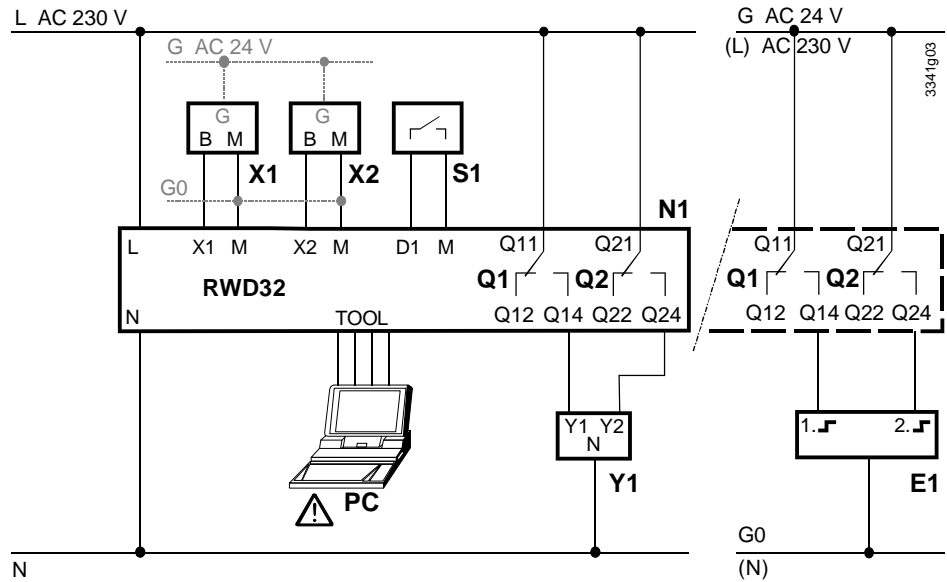 L AC 230 V
G AC 24 V
G AC 24 V
(L) AC 230 V
3341g03
G
G
B M
B M
X1
X2
S1
G0
N1
L X1 M X2 M D1 M Q11 Q21
Q11 Q21
Q1 Q2
Q1 Q2
RWD32
N TOOL Q12 Q14 Q22 Q24
Q12 Q14 Q22 Q24
Y1 Y2
N
1. 2.
Y1
E1
PC
G0
N
(N)